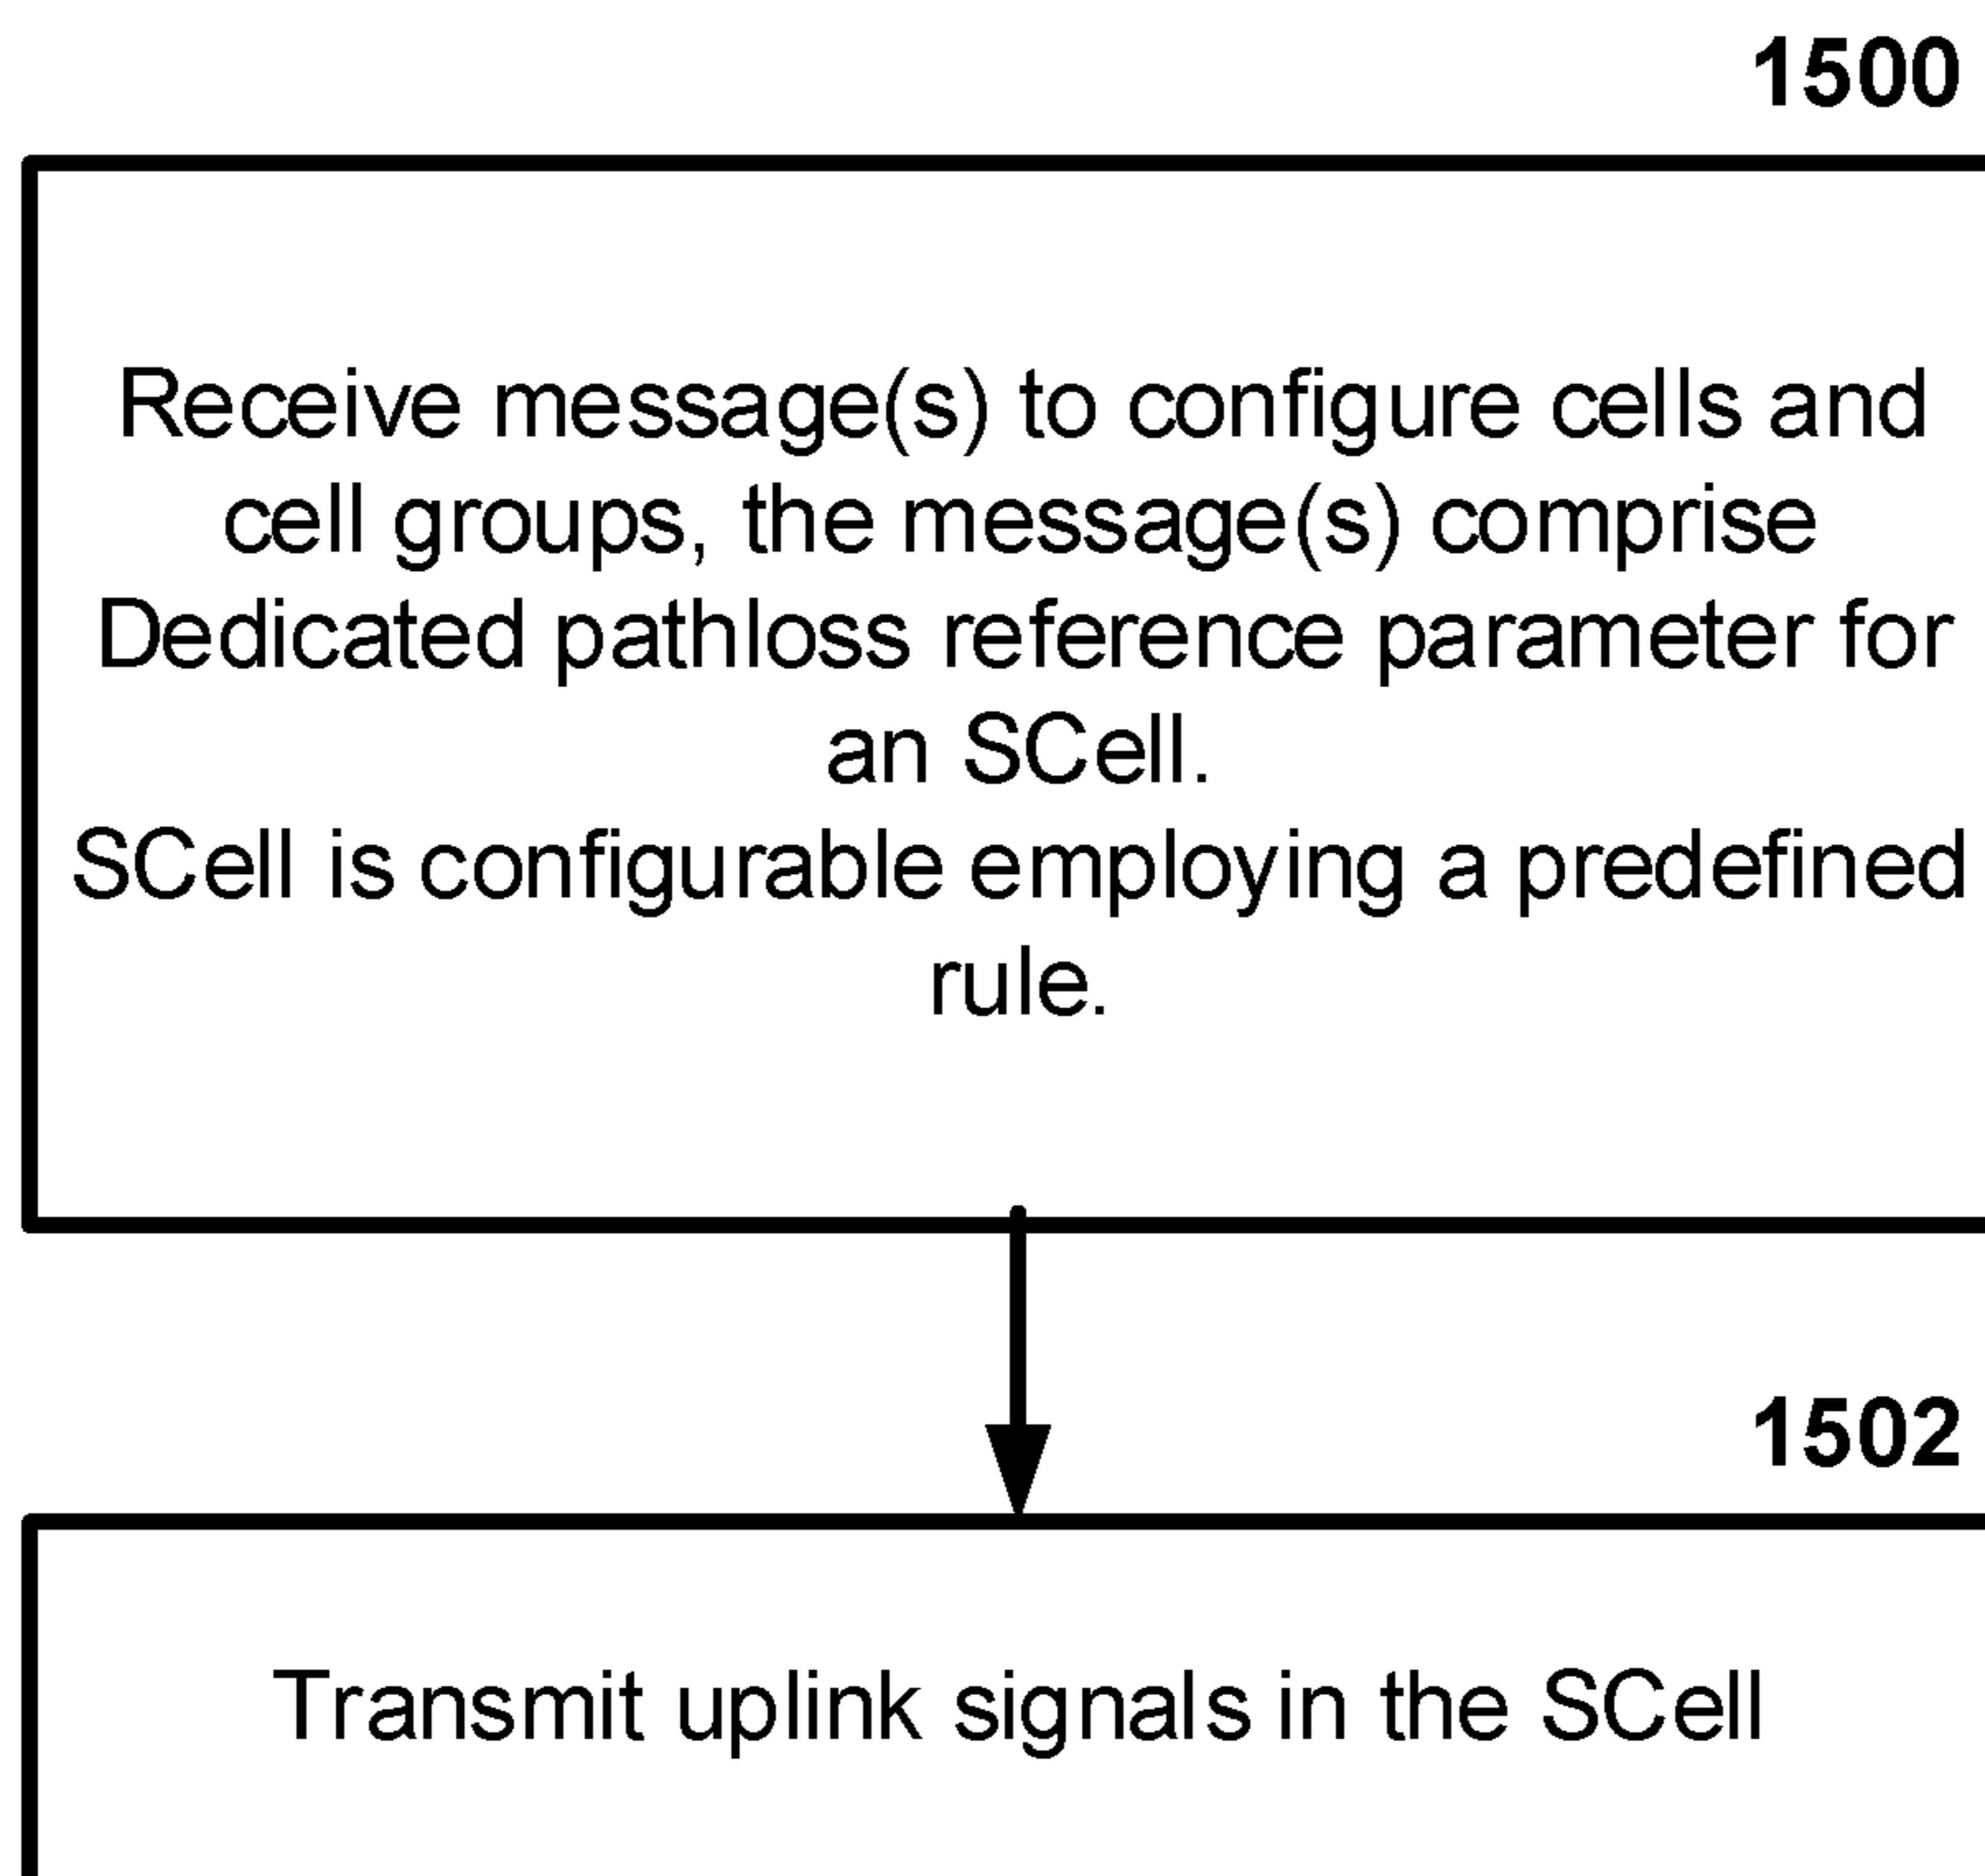 1500
Receive message(s) to configure cells and
cell groups, the message(s) comprise
Dedicated pathloss reference parameter for
an SCell.
SCell is configurable employing a predefined
rule.
1502
Transmit uplink signals in the SCell